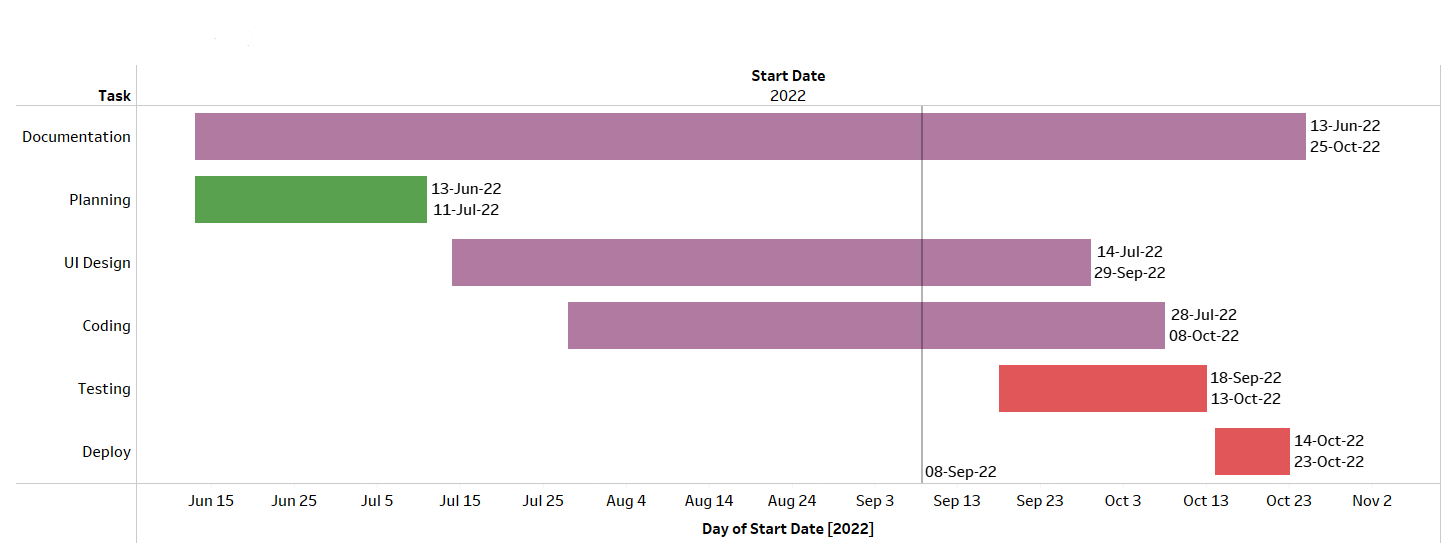 Start Date
Task
2022
Documentation
13-Jun-22
25-Oct-22
Planning
13-Jun-22
11-Jul-22
UI Design
14-Jul-22
29-Sep-22
Coding
28-Jul-22
08-Oct-22
Testing
18-Sep-22
13-Oct-22
Deploy
14-Oct-22
23-Oct-22
08-Sep-22
Jun 15 Jun 25 Jul 5 Jul 15 Jul 25 Aug 4 Aug 14 Aug 24 Sep 3 Sep 13 Sep 23 Oct 3 Oct 13 Oct 23 Nov 2
Day of Start Date [2022]